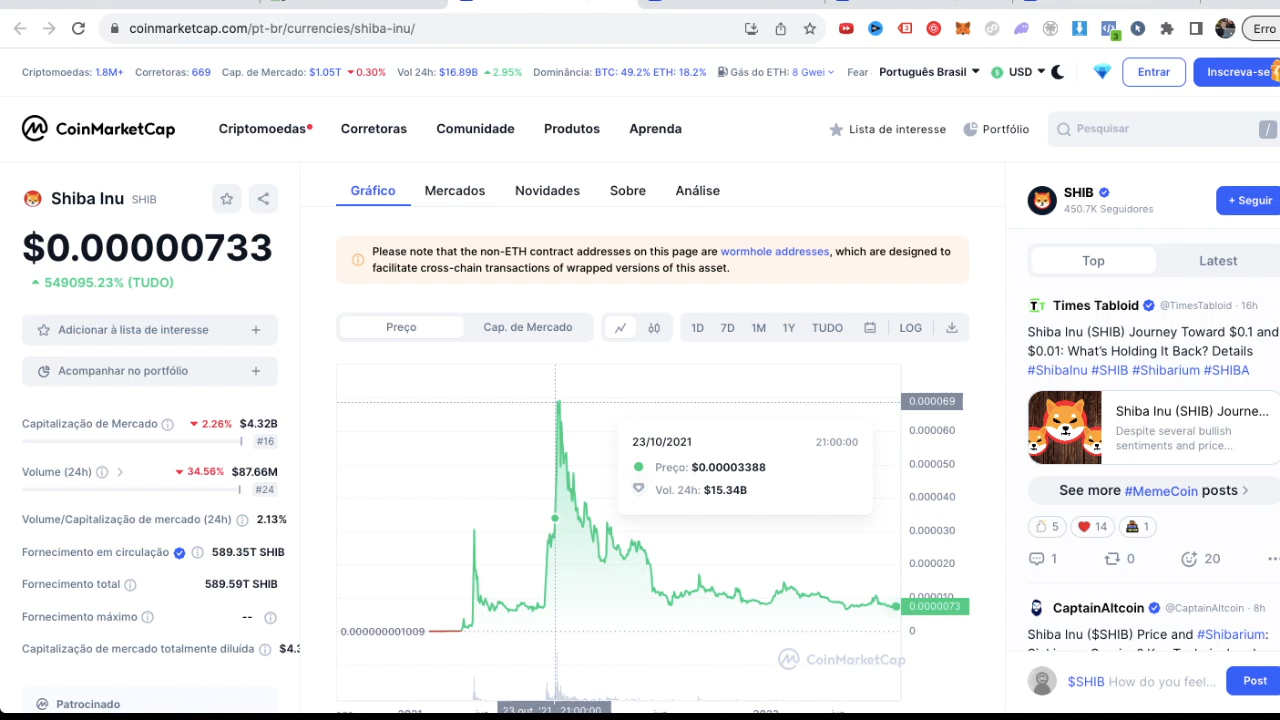 coinmarketcap.com/pt-br/currencies/shiba-inu/
3
Erro
Criptomoedas: 1.8M+ Corretoras: 669 Cap. de Mercado: $1.05T 0.30% Vol 24h: $16.89B 2.95% Dominância: BTC: 49.2% ETH: 18.2% Gás do ETH: 8 Gwei Fear
Português Brasil
USD
Entrar
Inscreva-se
CoinMarketCap
Criptomoedas
Corretoras
Comunidade
Produtos
Aprenda
Lista de interesse
Portfólio
Pesquisar
/
Shiba Inu SHIB
$0.00000733
549095.23% (TUDO)
Adicionar à lista de interesse +
Acompanhar no portfólio +
Capitalização de Mercado 2.26% $4.32B
#16
Volume (24h) 34.56% $87.66M
#24
Volume/Capitalização de mercado (24h) 2.13%
Fornecimento em circulação 589.35T SHIB
Fornecimento total 589.59T SHIB
Fornecimento máximo --
Capitalização de mercado totalmente diluída $4.3
Patrocinado
Gráfico
Mercados
Novidades
Sobre
Análise
Please note that the non-ETH contract addresses on this page are wormhole addresses, which are designed to
facilitate cross-chain transactions of wrapped versions of this asset.
Preço
Cap. de Mercado
1D 7D 1M 1Y TUDO LOG
0.000069
0.000060
0.000050
0.000040
0.000030
0.000020
0.000010
0.0000073
0
0.000000001009
23/10/2021 21:00:00
Preço: $0.00003388
Vol. 24h: $15.34B
CoinMarketCap
23 out. '21 21:00:00
SHIB
450.7K Seguidores
+ Seguir
Top
Latest
Times Tabloid @TimesTabloid · 16h
Shiba Inu (SHIB) Journey Toward $0.1 and
$0.01: What's Holding It Back? Details
#ShibaInu #SHIB #Shibarium #SHIBA
Shiba Inu (SHIB) Journe...
Despite several bullish
sentiments and price...
See more #MemeCoin posts
5
14
1
1
0
20
CaptainAltcoin @CaptainAltcoin · 8h
Shiba Inu ($SHIB) Price and #Shibarium:
$SHIB How do you feel...
Post